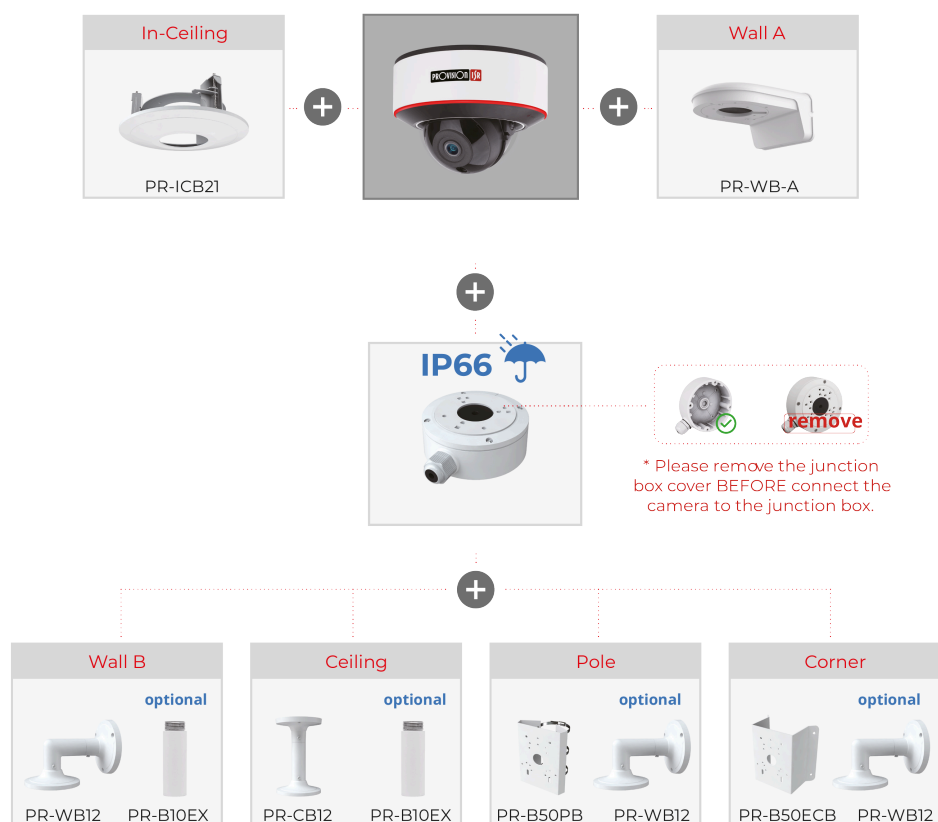 In-Ceiling
Wall A
PROVISION ISR
PR-ICB21
PR-WB-A
IP66
remove
* Please remove the junction
box cover BEFORE connect the
camera to the junction box.
Wall B
Ceiling
Pole
Corner
optional
optional
optional
optional
PR-WB12
PR-B10EX
PR-CB12
PR-B10EX
PR-B50PB
PR-WB12
PR-B50ECB
PR-WB12